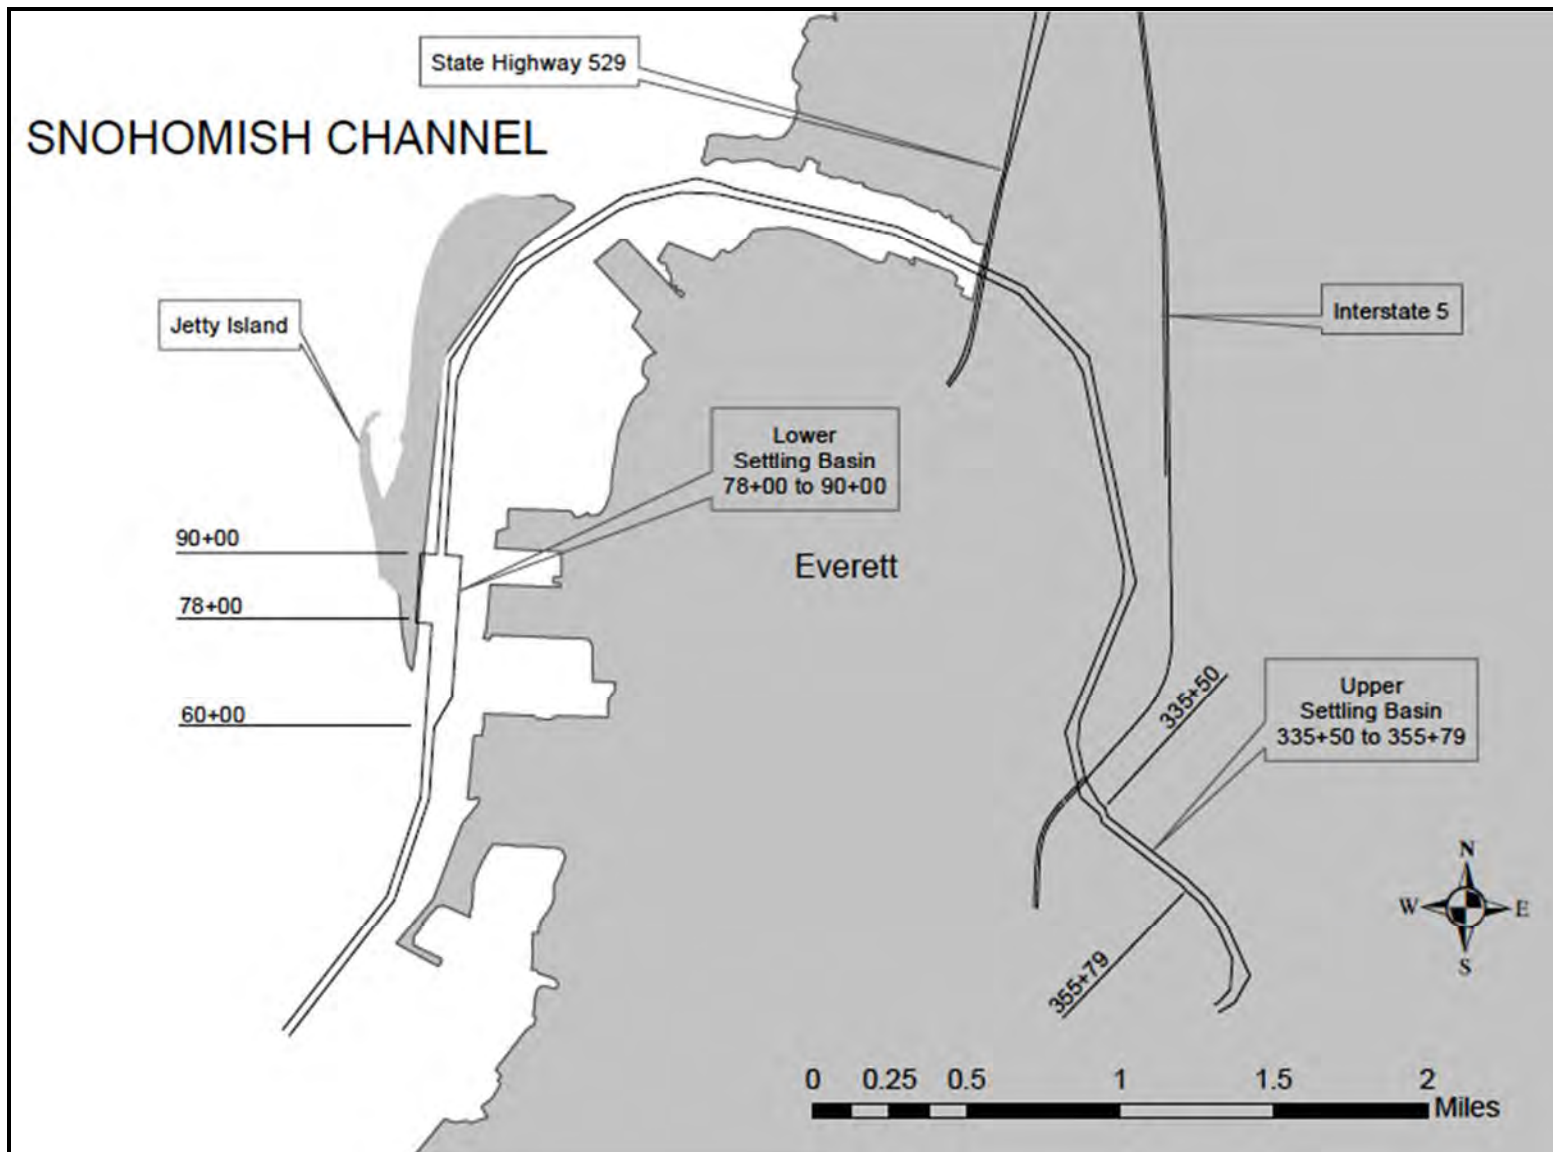 State Highway 529
SNOHOMISH CHANNEL
Jetty Island
Interstate 5
Lower
Settling Basin
78+00 to 90+00
90+00
Everett
78+00
60+00
335+50
Upper
Settling Basin
335+50 to 355+79
355+79
N
W
E
S
0 0.25 0.5 1 1.5 2
Miles